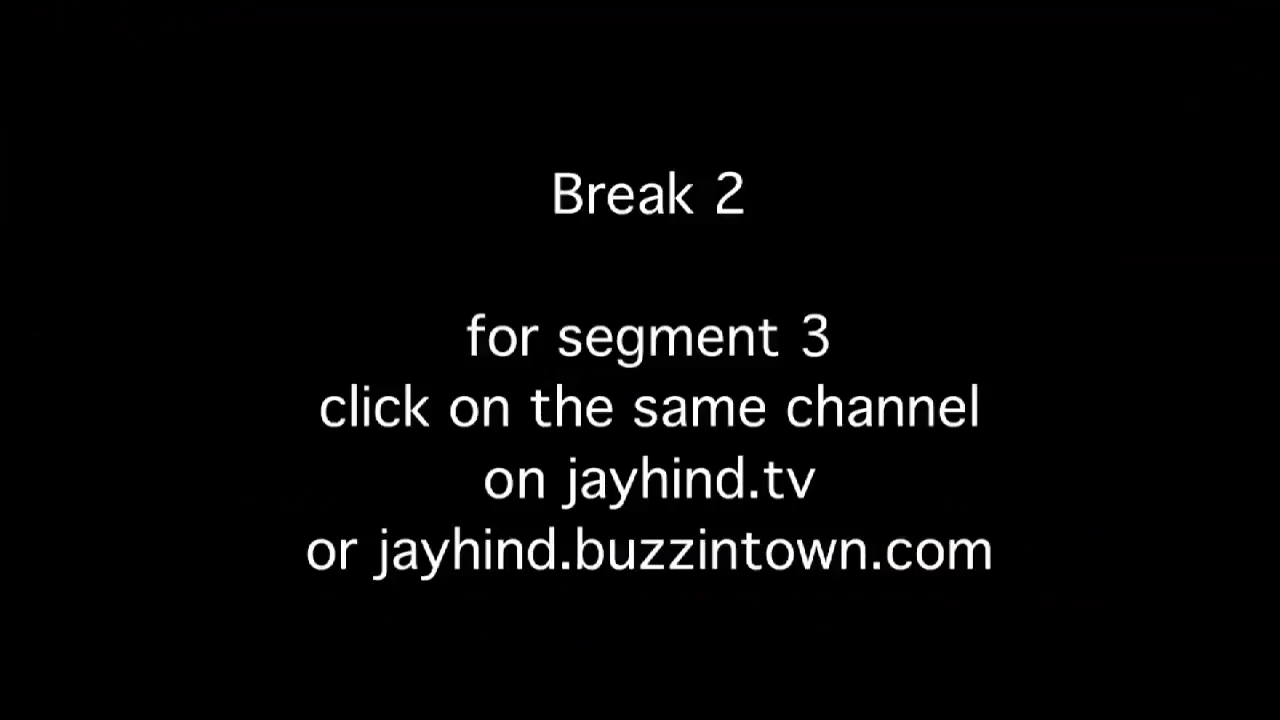 Break 2
for segment 3
click on the same channel
on jayhind.tv
or jayhind.buzzintown.com